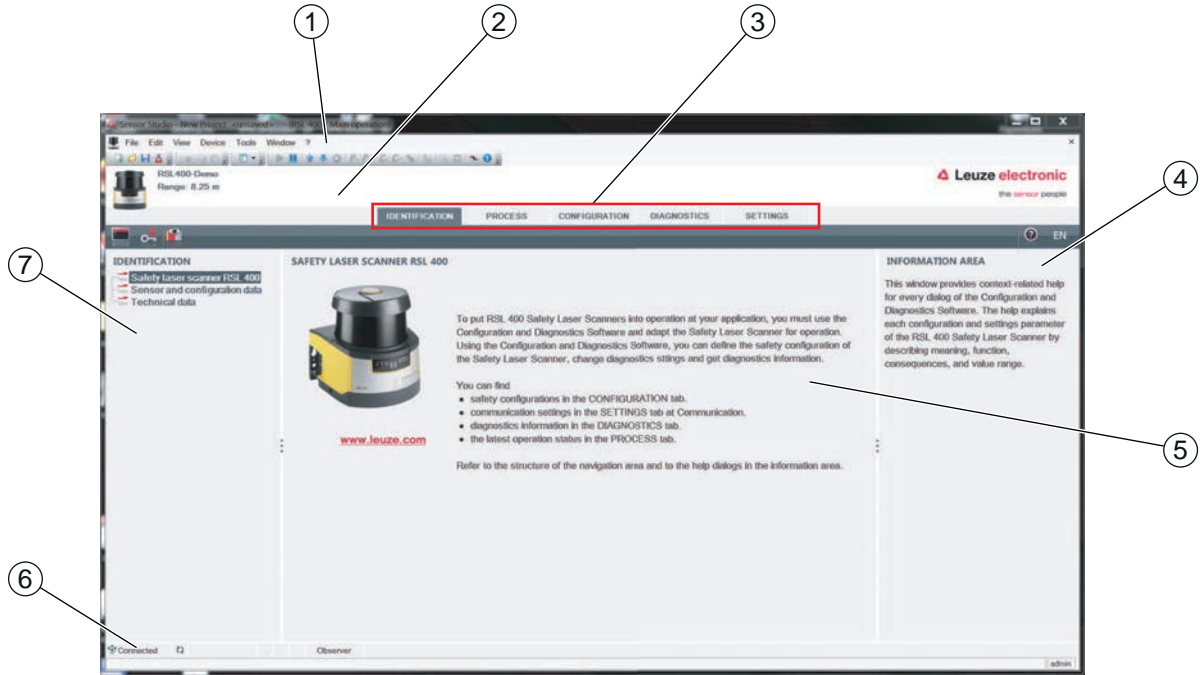 1
2
3
Sensor Studio - New Project <unsaved> - RSL 400 - Main operation
File Edit View Device Tools Window ?
RSL400-Demo
Range: 8.25 m
Leuze electronic
the sensor people
4
IDENTIFICATION PROCESS CONFIGURATION DIAGNOSTICS SETTINGS
? EN
7
IDENTIFICATION
Safety laser scanner RSL 400
Sensor and configuration data
Technical data
SAFETY LASER SCANNER RSL 400
To put RSL 400 Safety Laser Scanners into operation at your application, you must use the
Configuration and Diagnostics Software and adapt the Safety Laser Scanner for operation.
Using the Configuration and Diagnostics Software, you can define the safety configuration of
the Safety Laser Scanner, change diagnostics sttings and get diagnostics information.
You can find
• safety configurations in the CONFIGURATION tab.
• communication settings in the SETTINGS tab at Communication.
• diagnostics information in the DIAGNOSTICS tab.
• the latest operation status in the PROCESS tab.
www.leuze.com
Refer to the structure of the navigation area and to the help dialogs in the information area.
INFORMATION AREA
This window provides context-related help
for every dialog of the Configuration and
Diagnostics Software. The help explains
each configuration and settings parameter
of the RSL 400 Safety Laser Scanner by
describing meaning, function,
consequences, and value range.
5
6
Connected
Observer
admin